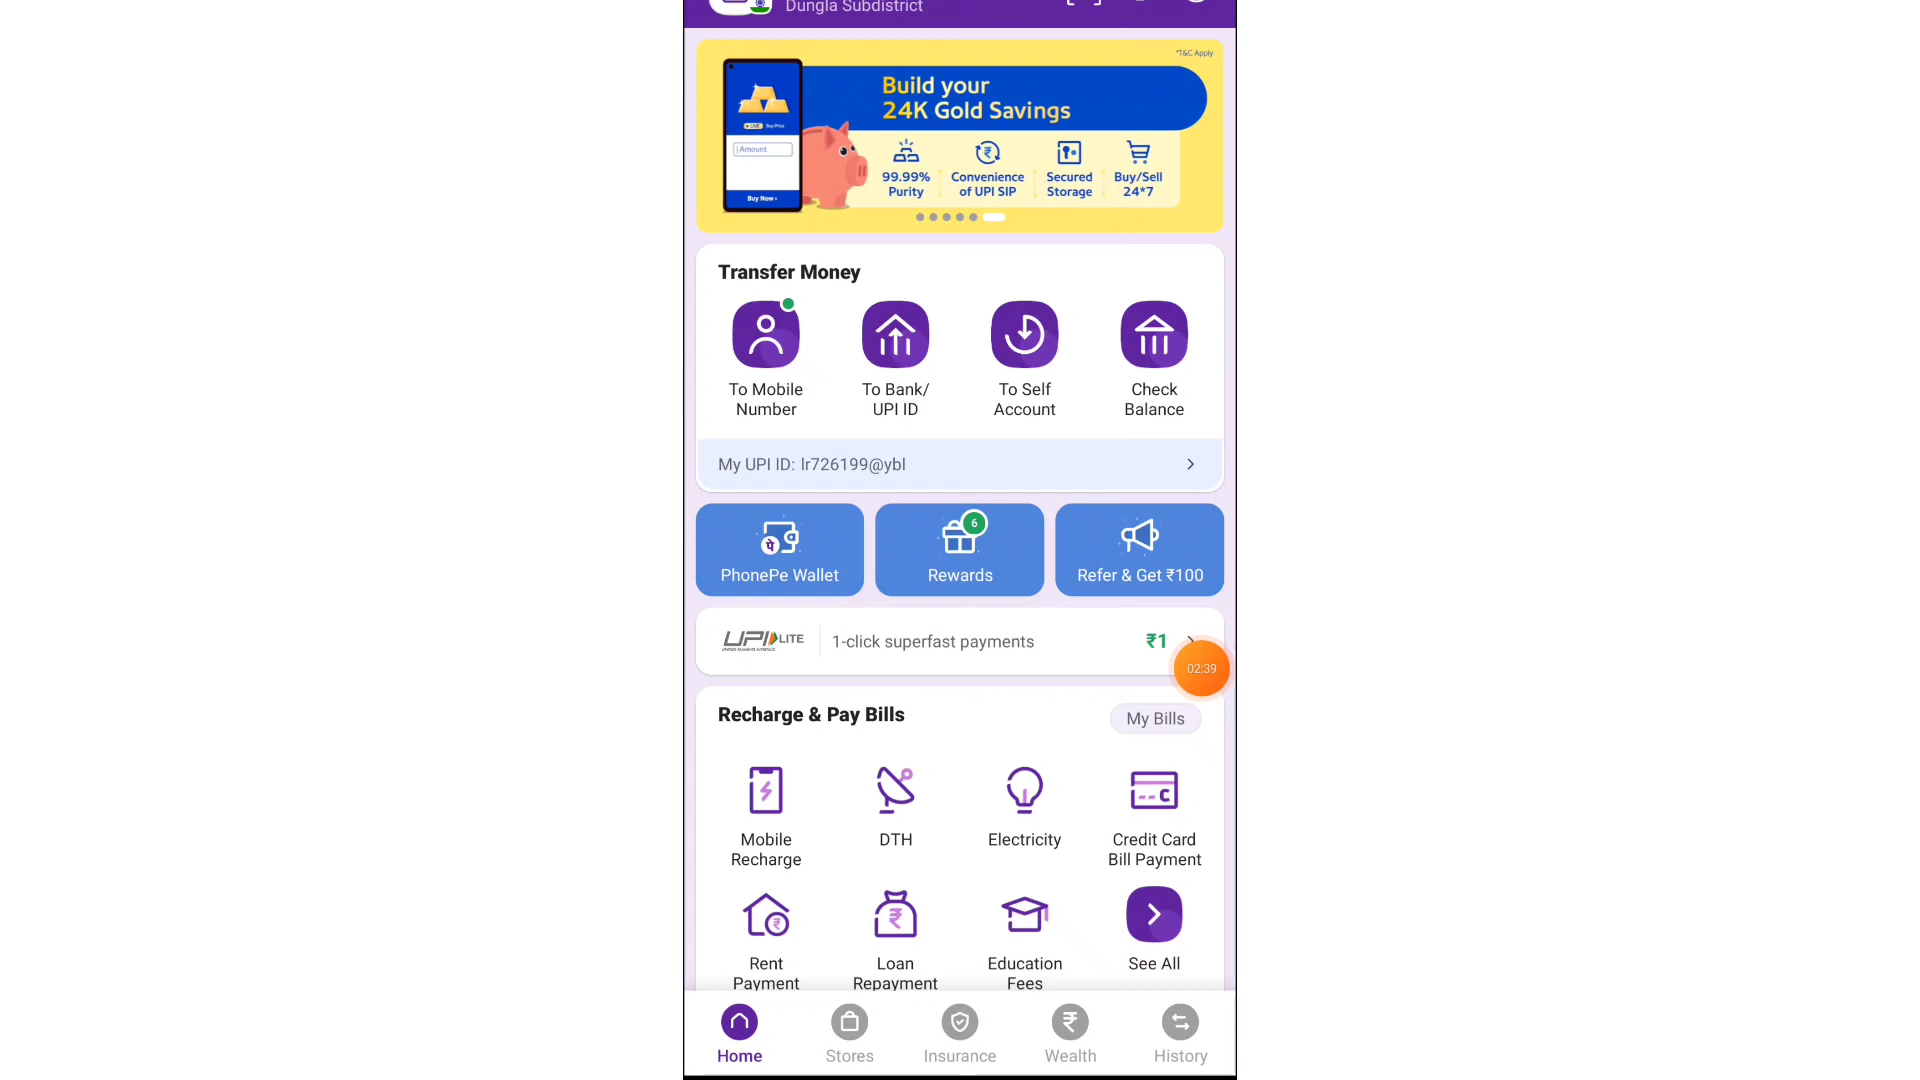 Dungla Subdistrict
*T&C Apply
Build your
24K Gold Savings
LIVE Buy Price
Amount
Buy Now ›
99.99% Purity
Convenience of UPI SIP
Secured Storage
Buy/Sell 24*7
Transfer Money
To Mobile Number
To Bank/ UPI ID
To Self Account
Check Balance
My UPI ID: lr726199@ybl
पे
6
PhonePe Wallet
Rewards
Refer & Get ₹100
UPI LITE
UNIFIED PAYMENTS INTERFACE
1-click superfast payments
₹1
02:39
Recharge & Pay Bills
My Bills
Mobile Recharge
DTH
Electricity
Credit Card Bill Payment
Rent Payment
Loan Repayment
Education Fees
See All
Home
Stores
Insurance
Wealth
History